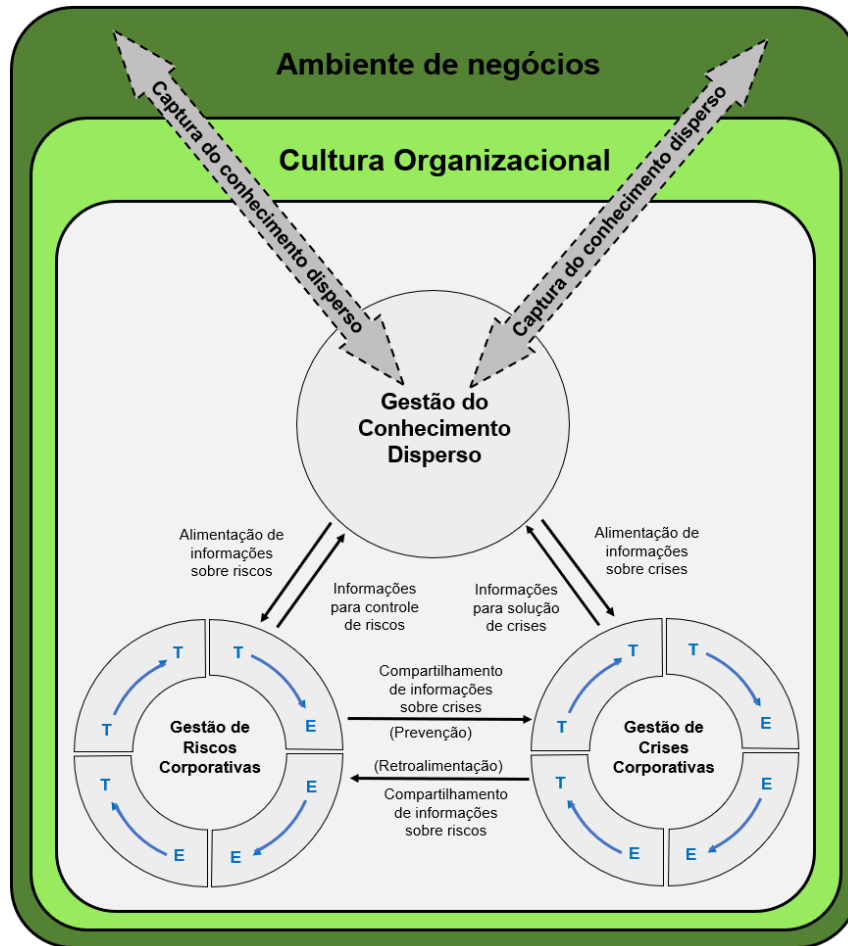 Ambiente de negócios
Captura do conhecimento disperso
Captura do conhecimento disperso
Cultura Organizacional
Gestão do
Conhecimento
Disperso
Alimentação de
informações
sobre riscos
Informações
para controle
de riscos
Informações
para solução
de crises
Alimentação de
informações
sobre crises
T
T
T
E
T
E
E
E
Gestão de
Riscos
Corporativas
Compartilhamento
de informações
sobre crises
(Prevenção)
(Retroalimentação)
Compartilhamento
de informações
sobre riscos
T
T
T
E
T
E
E
E
Gestão de
Crises
Corporativas